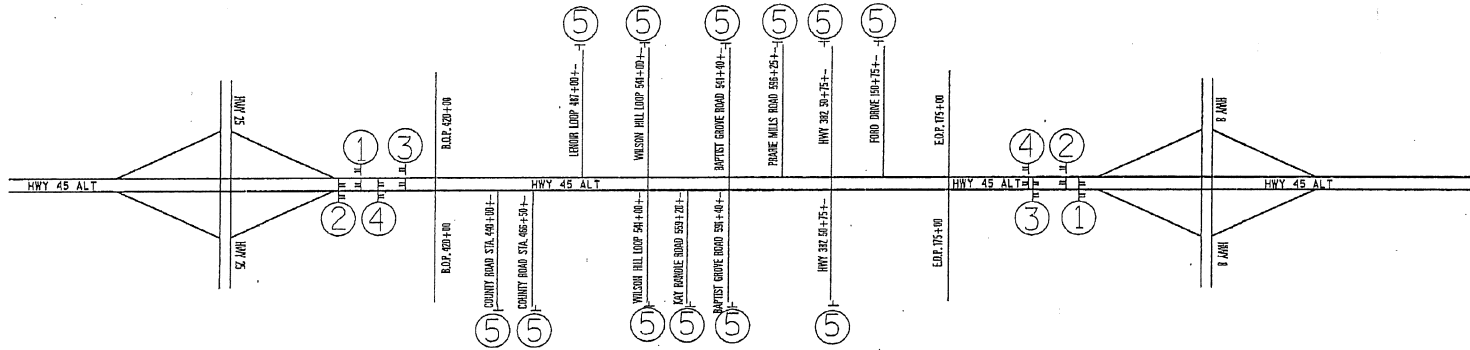 5 5 5 5 5 5
HWY 25
B.O.P. 420+00
LENOIR LOOP 487+00+-
WILSON HILL LOOP 541+00+-
BAPTIST GROVE ROAD 541+40+-
PRARIE MILLS ROAD 596+25+-
HWY 382 50+75+-
FORD DRIVE 150+75+-
E.O.P. 175+00
HWY 8
1 3 4 2
HWY 45 ALT HWY 45 ALT HWY 45 ALT HWY 45 ALT
2 4 3 1
HWY 25
B.O.P. 420+00
COUNTY ROAD STA. 440+00+-
COUNTY ROAD STA. 466+50+-
WILSON HILL LOOP 541+00+-
KAY RANDLE ROAD 559+20+-
BAPTIST GROVE ROAD 591+40+-
HWY 382 50+75+-
E.O.P. 175+00
HWY 8
5 5 5 5 5 5